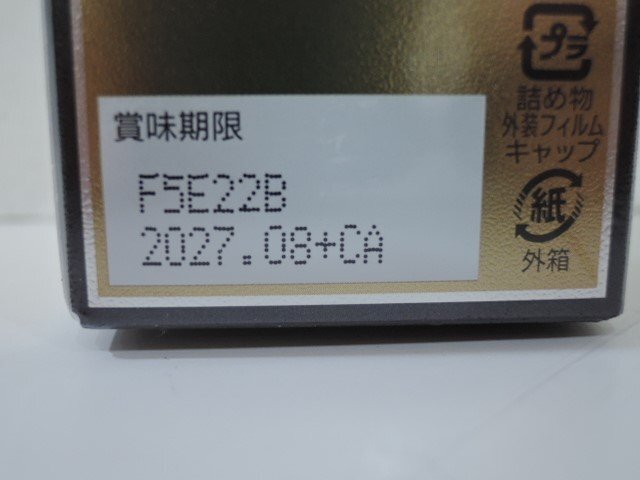 賞味期限
F5E22B
2027.08+CA
プラ
詰め物
外装フィルム
キャップ
紙
外箱